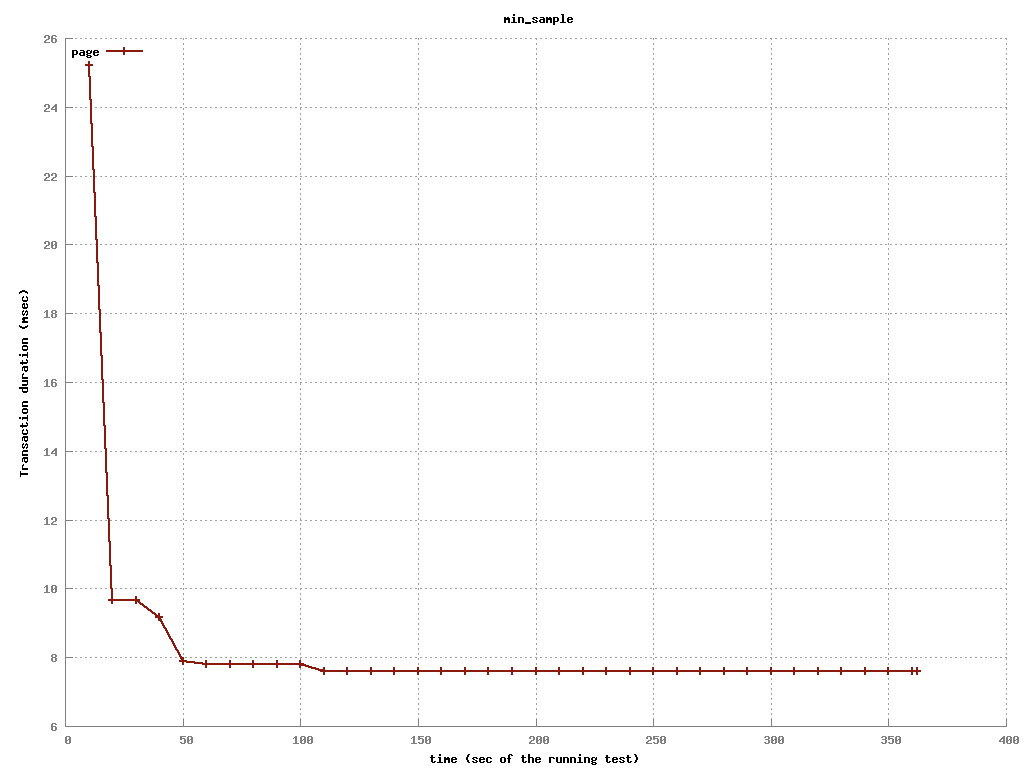 min_sample
page
26
24
22
20
18
16
14
12
10
8
6
Transaction duration (msec)
0 50 100 150 200 250 300 350 400
time (sec of the running test)